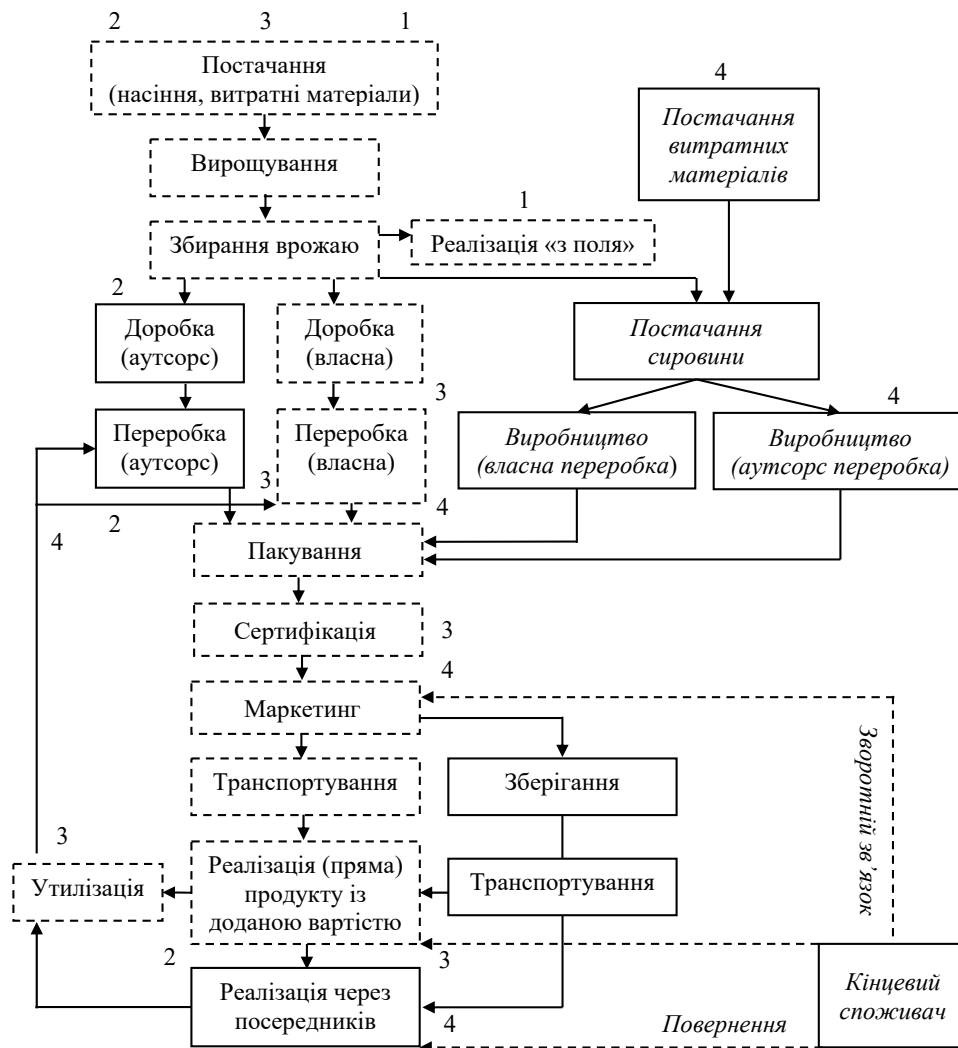 2 3 1
Постачання
(насіння, витратні матеріали)
4
Постачання
витратних
матеріалів
Вирощування
1
Збирання врожаю
Реалізація «з поля»
2
Доробка
(аутсорс)
Доробка
(власна)
Постачання
сировини
3
4
Переробка
(аутсорс)
Переробка
(власна)
Виробництво
(власна переробка)
Виробництво
(аутсорс переробка)
3
2
4
4
Пакування
Сертифікація
3
4
Маркетинг
Зворотній зв’язок
Транспортування
Зберігання
3
Утилізація
Реалізація (пряма)
продукту із
доданою вартістю
Транспортування
2
3
Реалізація через
посередників
4
Повернення
Кінцевий
споживач